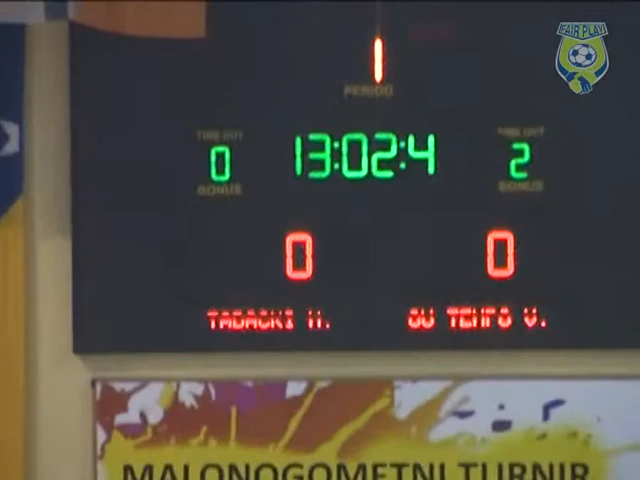 FAIR PLAY
1
PERIOD
TIME OUT
0
BONUS
13:02:4
TIME OUT
2
BONUS
0
0
TABACKI H.
OU TEMPO V.
MALONOGOMETNI TURNIR